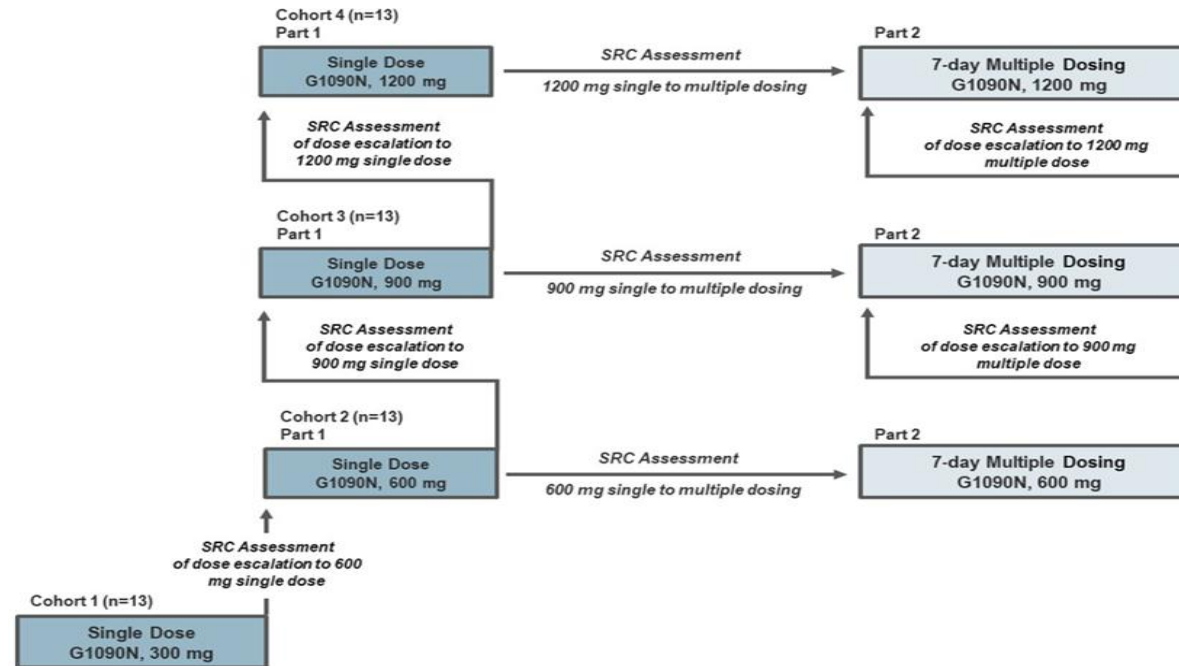 Cohort 4 (n=13)
Part 1
Single Dose
G1090N, 1200 mg
SRC Assessment
1200 mg single to multiple dosing
Part 2
7-day Multiple Dosing
G1090N, 1200 mg
SRC Assessment
of dose escalation to
1200 mg single dose
SRC Assessment
of dose escalation to 1200 mg
multiple dose
Cohort 3 (n=13)
Part 1
Single Dose
G1090N, 900 mg
SRC Assessment
900 mg single to multiple dosing
Part 2
7-day Multiple Dosing
G1090N, 900 mg
SRC Assessment
of dose escalation to
900 mg single dose
SRC Assessment
of dose escalation to 900 mg
multiple dose
Cohort 2 (n=13)
Part 1
Single Dose
G1090N, 600 mg
SRC Assessment
600 mg single to multiple dosing
Part 2
7-day Multiple Dosing
G1090N, 600 mg
SRC Assessment
of dose escalation to 600
mg single dose
Cohort 1 (n=13)
Single Dose
G1090N, 300 mg